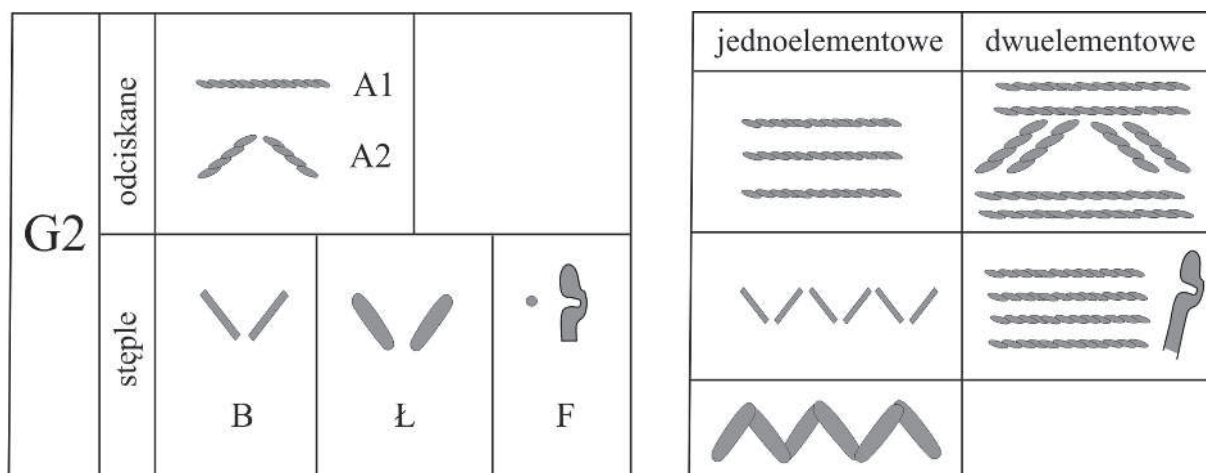 G2
odciskane
A1
A2
stęple
B
Ł
F
jednoelementowe
dwuelementowe